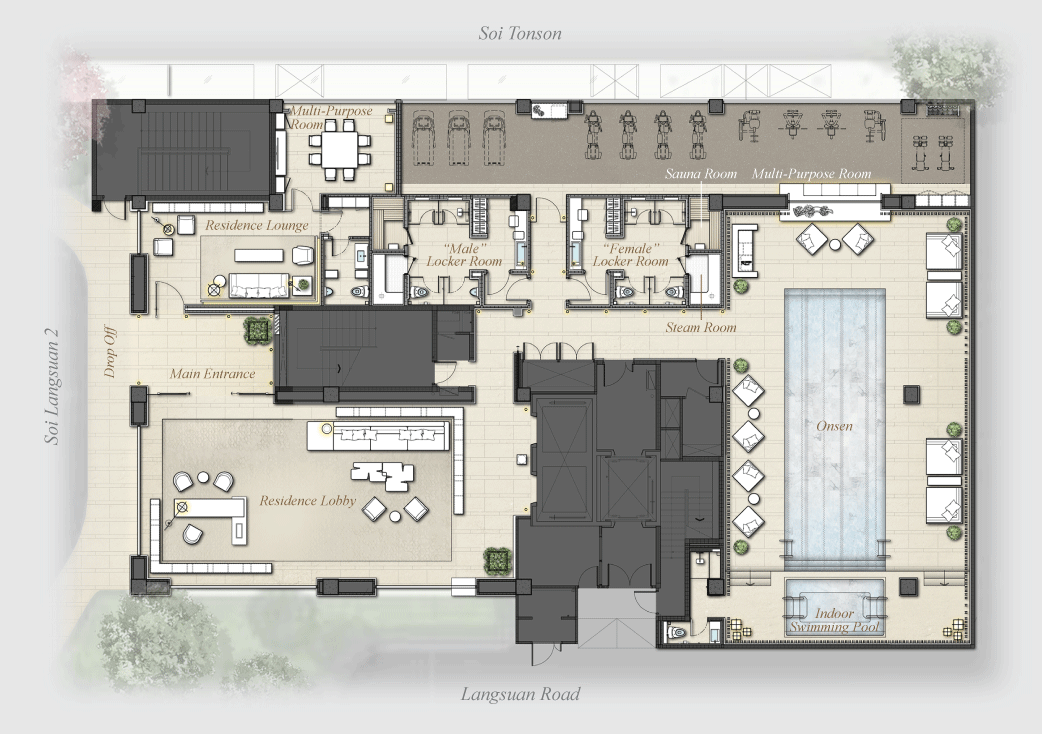 Soi Tonson
Multi-Purpose
Room
Sauna Room
Multi-Purpose Room
Residence Lounge
"Male"
Locker Room
"Female"
Locker Room
Steam Room
Drop Off
Soi Langsuan 2
Main Entrance
Onsen
Residence Lobby
Indoor
Swimming Pool
Langsuan Road